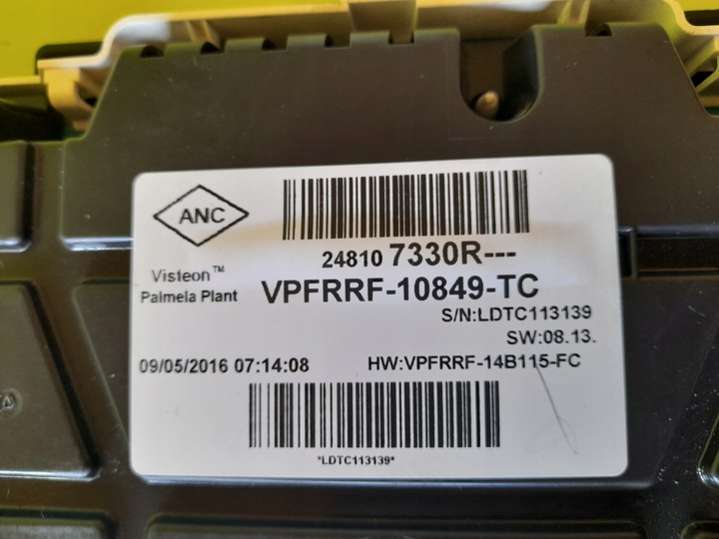 ANC
24810 7330R---
Visteon™
Palmela Plant
VPFRRF-10849-TC
S/N:LDTC113139
SW:08.13.
09/05/2016 07:14:08
HW:VPFRRF-14B115-FC
*LDTC113139*